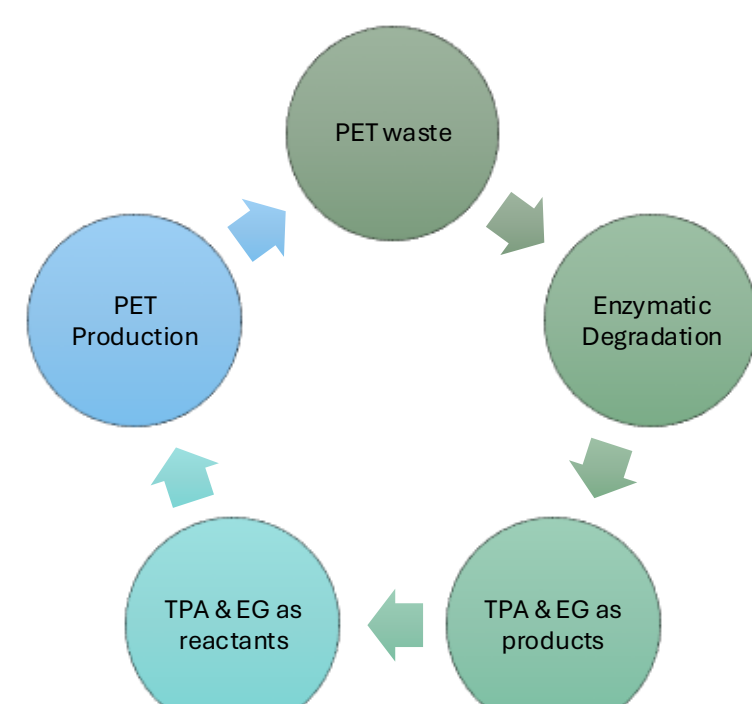 PET waste
Enzymatic
Degradation
TPA & EG as
products
TPA & EG as
reactants
PET
Production